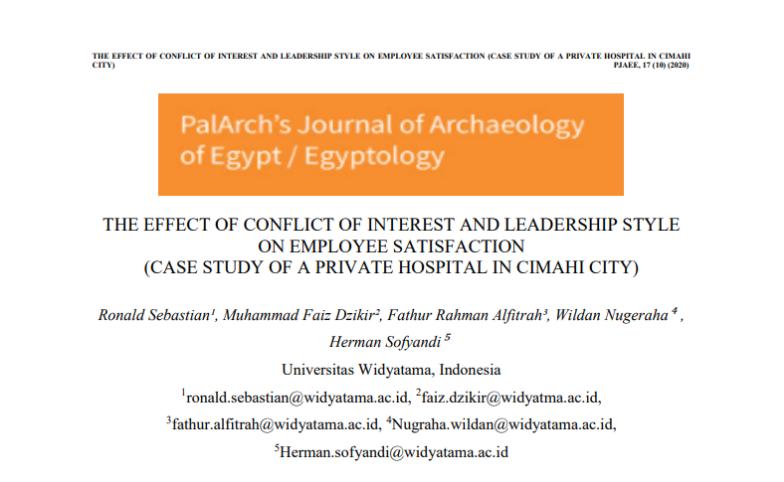 THE EFFECT OF CONFLICT OF INTEREST AND LEADERSHIP STYLE ON EMPLOYEE SATISFACTION (CASE STUDY OF A PRIVATE HOSPITAL IN CIMAHI
CITY) PJAEE, 17 (10) (2020)
PalArch's Journal of Archaeology
of Egypt / Egyptology
THE EFFECT OF CONFLICT OF INTEREST AND LEADERSHIP STYLE
ON EMPLOYEE SATISFACTION
(CASE STUDY OF A PRIVATE HOSPITAL IN CIMAHI CITY)
Ronald Sebastian¹, Muhammad Faiz Dzikir², Fathur Rahman Alfitrah³, Wildan Nugeraha ⁴ ,
Herman Sofyandi ⁵
Universitas Widyatama, Indonesia
¹ronald.sebastian@widyatama.ac.id, ²faiz.dzikir@widyatma.ac.id,
³fathur.alfitrah@widyatama.ac.id, ⁴Nugraha.wildan@widyatama.ac.id,
⁵Herman.sofyandi@widyatama.ac.id